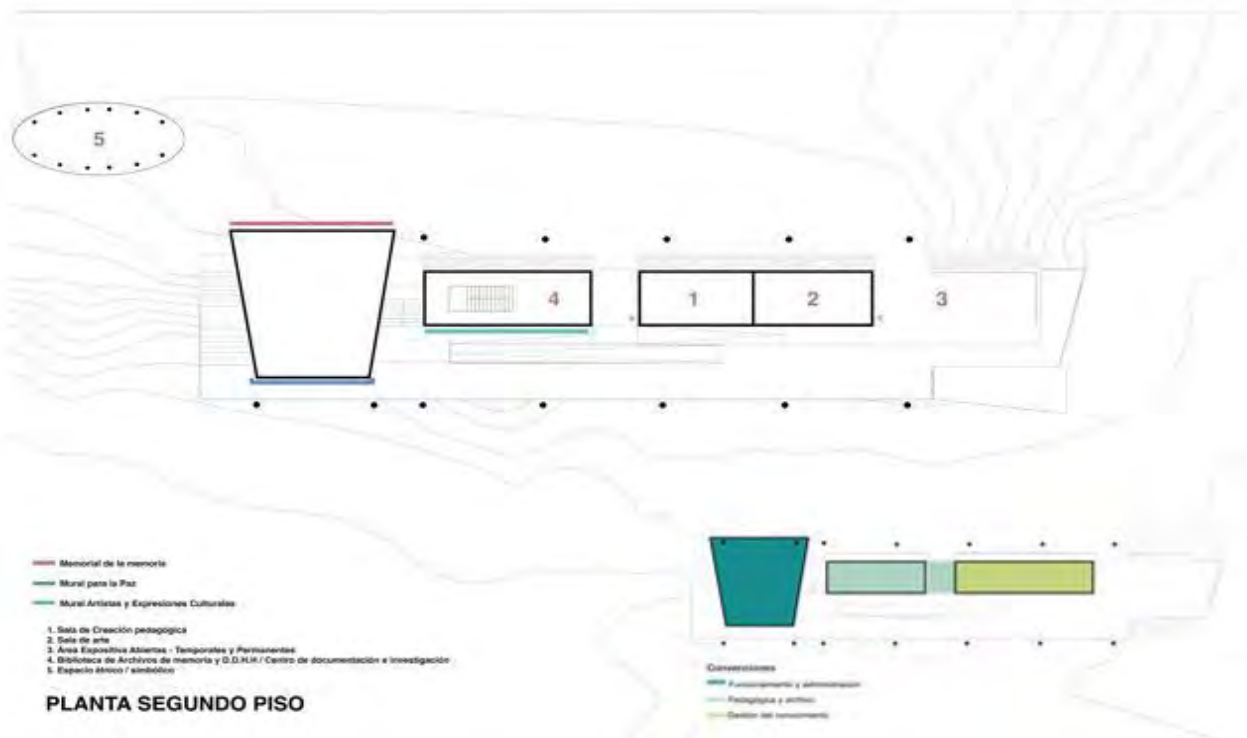 5
4
1
2
3
Memorial de la memoria
Mural para la Paz
Mural Artistas y Expresiones Culturales
1. Sala de Creación pedagógica
2. Sala de arte
3. Área Expositiva Abiertas - Temporales y Permanentes
4. Biblioteca de Archivos de memoria y D.D.H.H / Centro de documentación e investigación
5. Espacio étnico / simbólico
PLANTA SEGUNDO PISO
Convenciones
Funcionamiento y administración
Pedagógica y archivo
Gestión del conocimiento